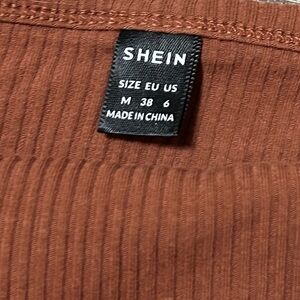 SHEIN
SIZE EU US
M 38 6
MADE IN CHINA